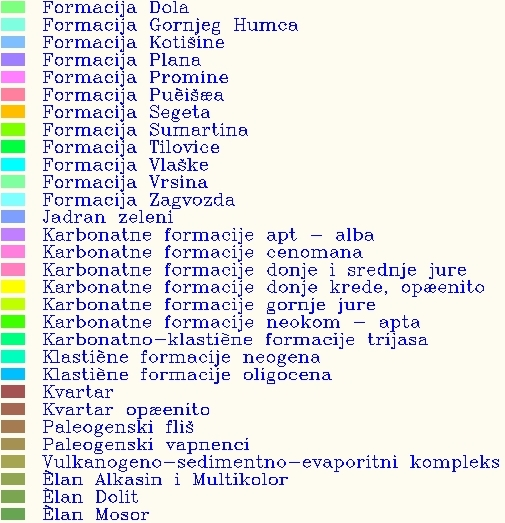 Formacija Dola
Formacija Gornjeg Humca
Formacija Kotišine
Formacija Plana
Formacija Promine
Formacija Puèišæa
Formacija Segeta
Formacija Sumartina
Formacija Tilovice
Formacija Vlaške
Formacija Vrsina
Formacija Zagvozda
Jadran zeleni
Karbonatne formacije apt - alba
Karbonatne formacije cenomana
Karbonatne formacije donje i srednje jure
Karbonatne formacije donje krede, opæenito
Karbonatne formacije gornje jure
Karbonatne formacije neokom - apta
Karbonatno-klastiène formacije trijasa
Klastiène formacije neogena
Klastiène formacije oligocena
Kvartar
Kvartar opæenito
Paleogenski fliš
Paleogenski vapnenci
Vulkanogeno-sedimentno-evaporitni kompleks
Èlan Alkasin i Multikolor
Èlan Dolit
Èlan Mosor